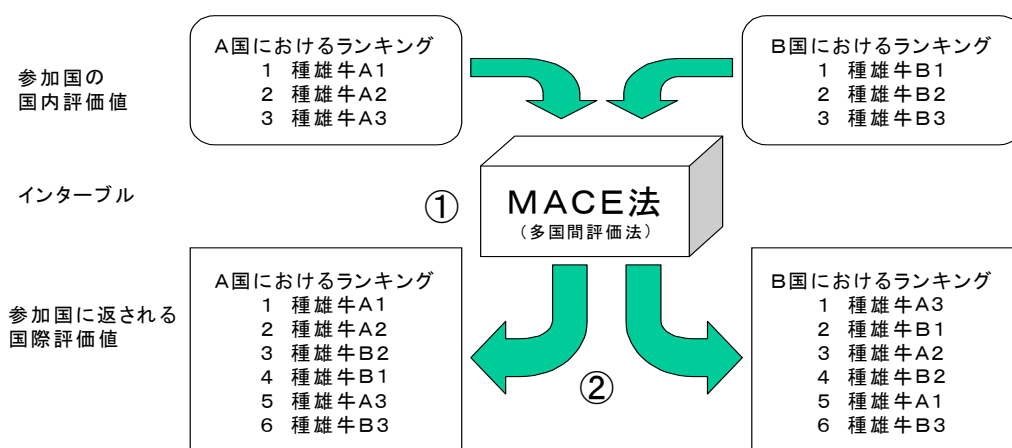 A国におけるランキング
1 種雄牛A1
2 種雄牛A2
3 種雄牛A3
B国におけるランキング
1 種雄牛B1
2 種雄牛B2
3 種雄牛B3
参加国の
国内評価値
インターブル
①
MACE法
(多国間評価法)
参加国に返される
国際評価値
A国におけるランキング
1 種雄牛A1
2 種雄牛A2
3 種雄牛B2
4 種雄牛B1
5 種雄牛A3
6 種雄牛B3
②
B国におけるランキング
1 種雄牛A3
2 種雄牛B1
3 種雄牛A2
4 種雄牛B2
5 種雄牛A1
6 種雄牛B3